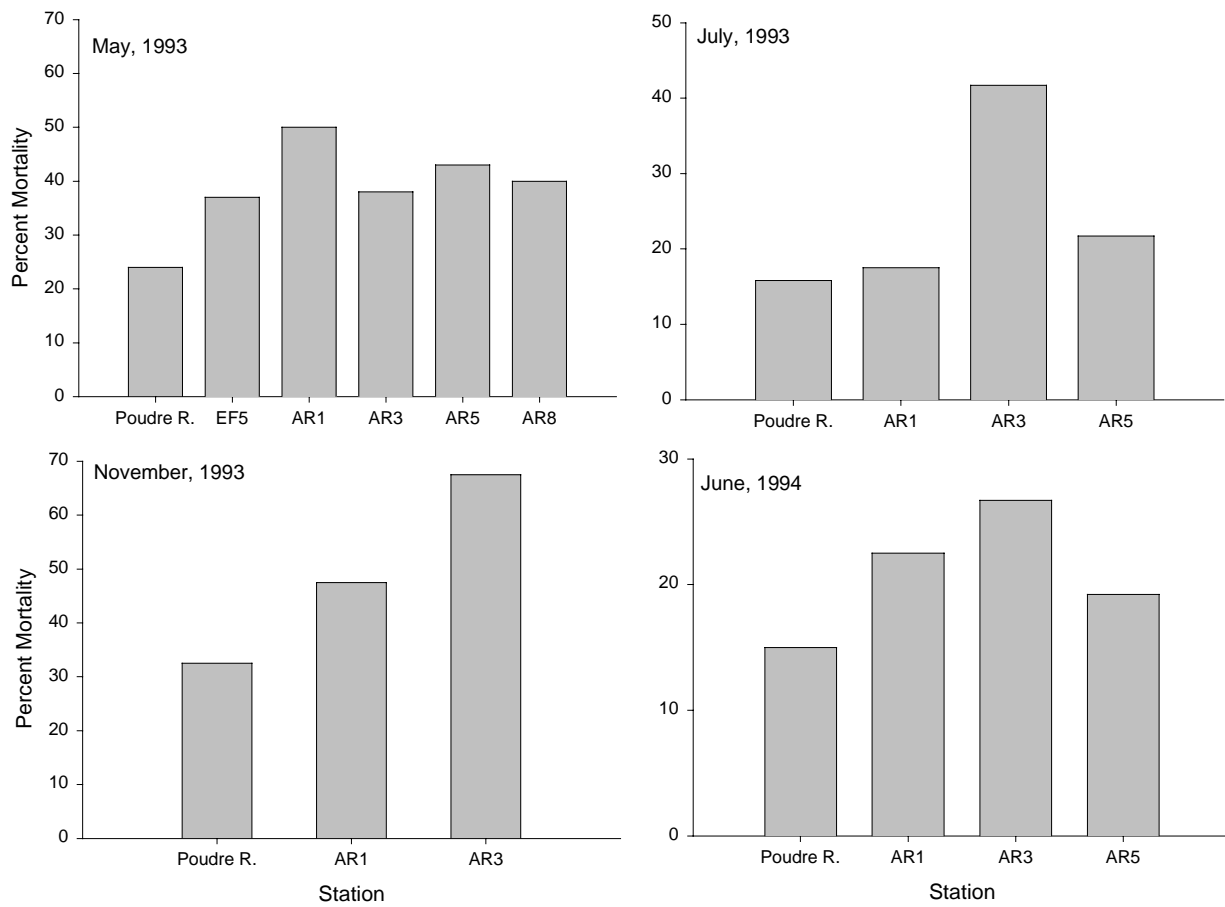 May, 1993
Percent Mortality
70
60
50
40
30
20
10
0
Poudre R. EF5 AR1 AR3 AR5 AR8
July, 1993
50
40
30
20
10
0
Poudre R. AR1 AR3 AR5
November, 1993
Percent Mortality
70
60
50
40
30
20
10
0
Poudre R. AR1 AR3
Station
June, 1994
30
20
10
0
Poudre R. AR1 AR3 AR5
Station